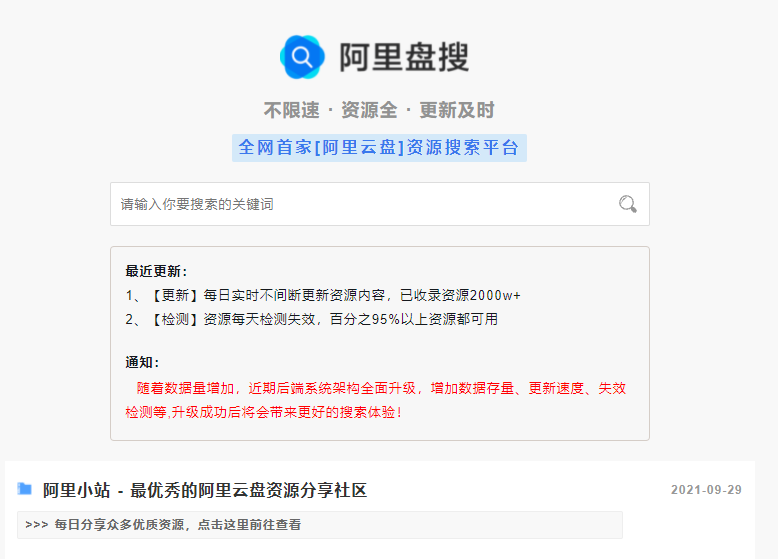 阿里盘搜
不限速 · 资源全 · 更新及时
全网首家[阿里云盘]资源搜索平台
请输入你要搜索的关键词
最近更新：
1、【更新】每日实时不间断更新资源内容，已收录资源2000w+
2、【检测】资源每天检测失效，百分之95%以上资源都可用
通知：
随着数据量增加，近期后端系统架构全面升级，增加数据存量、更新速度、失效
检测等,升级成功后将会带来更好的搜索体验！
阿里小站 - 最优秀的阿里云盘资源分享社区
2021-09-29
>>> 每日分享众多优质资源，点击这里前往查看